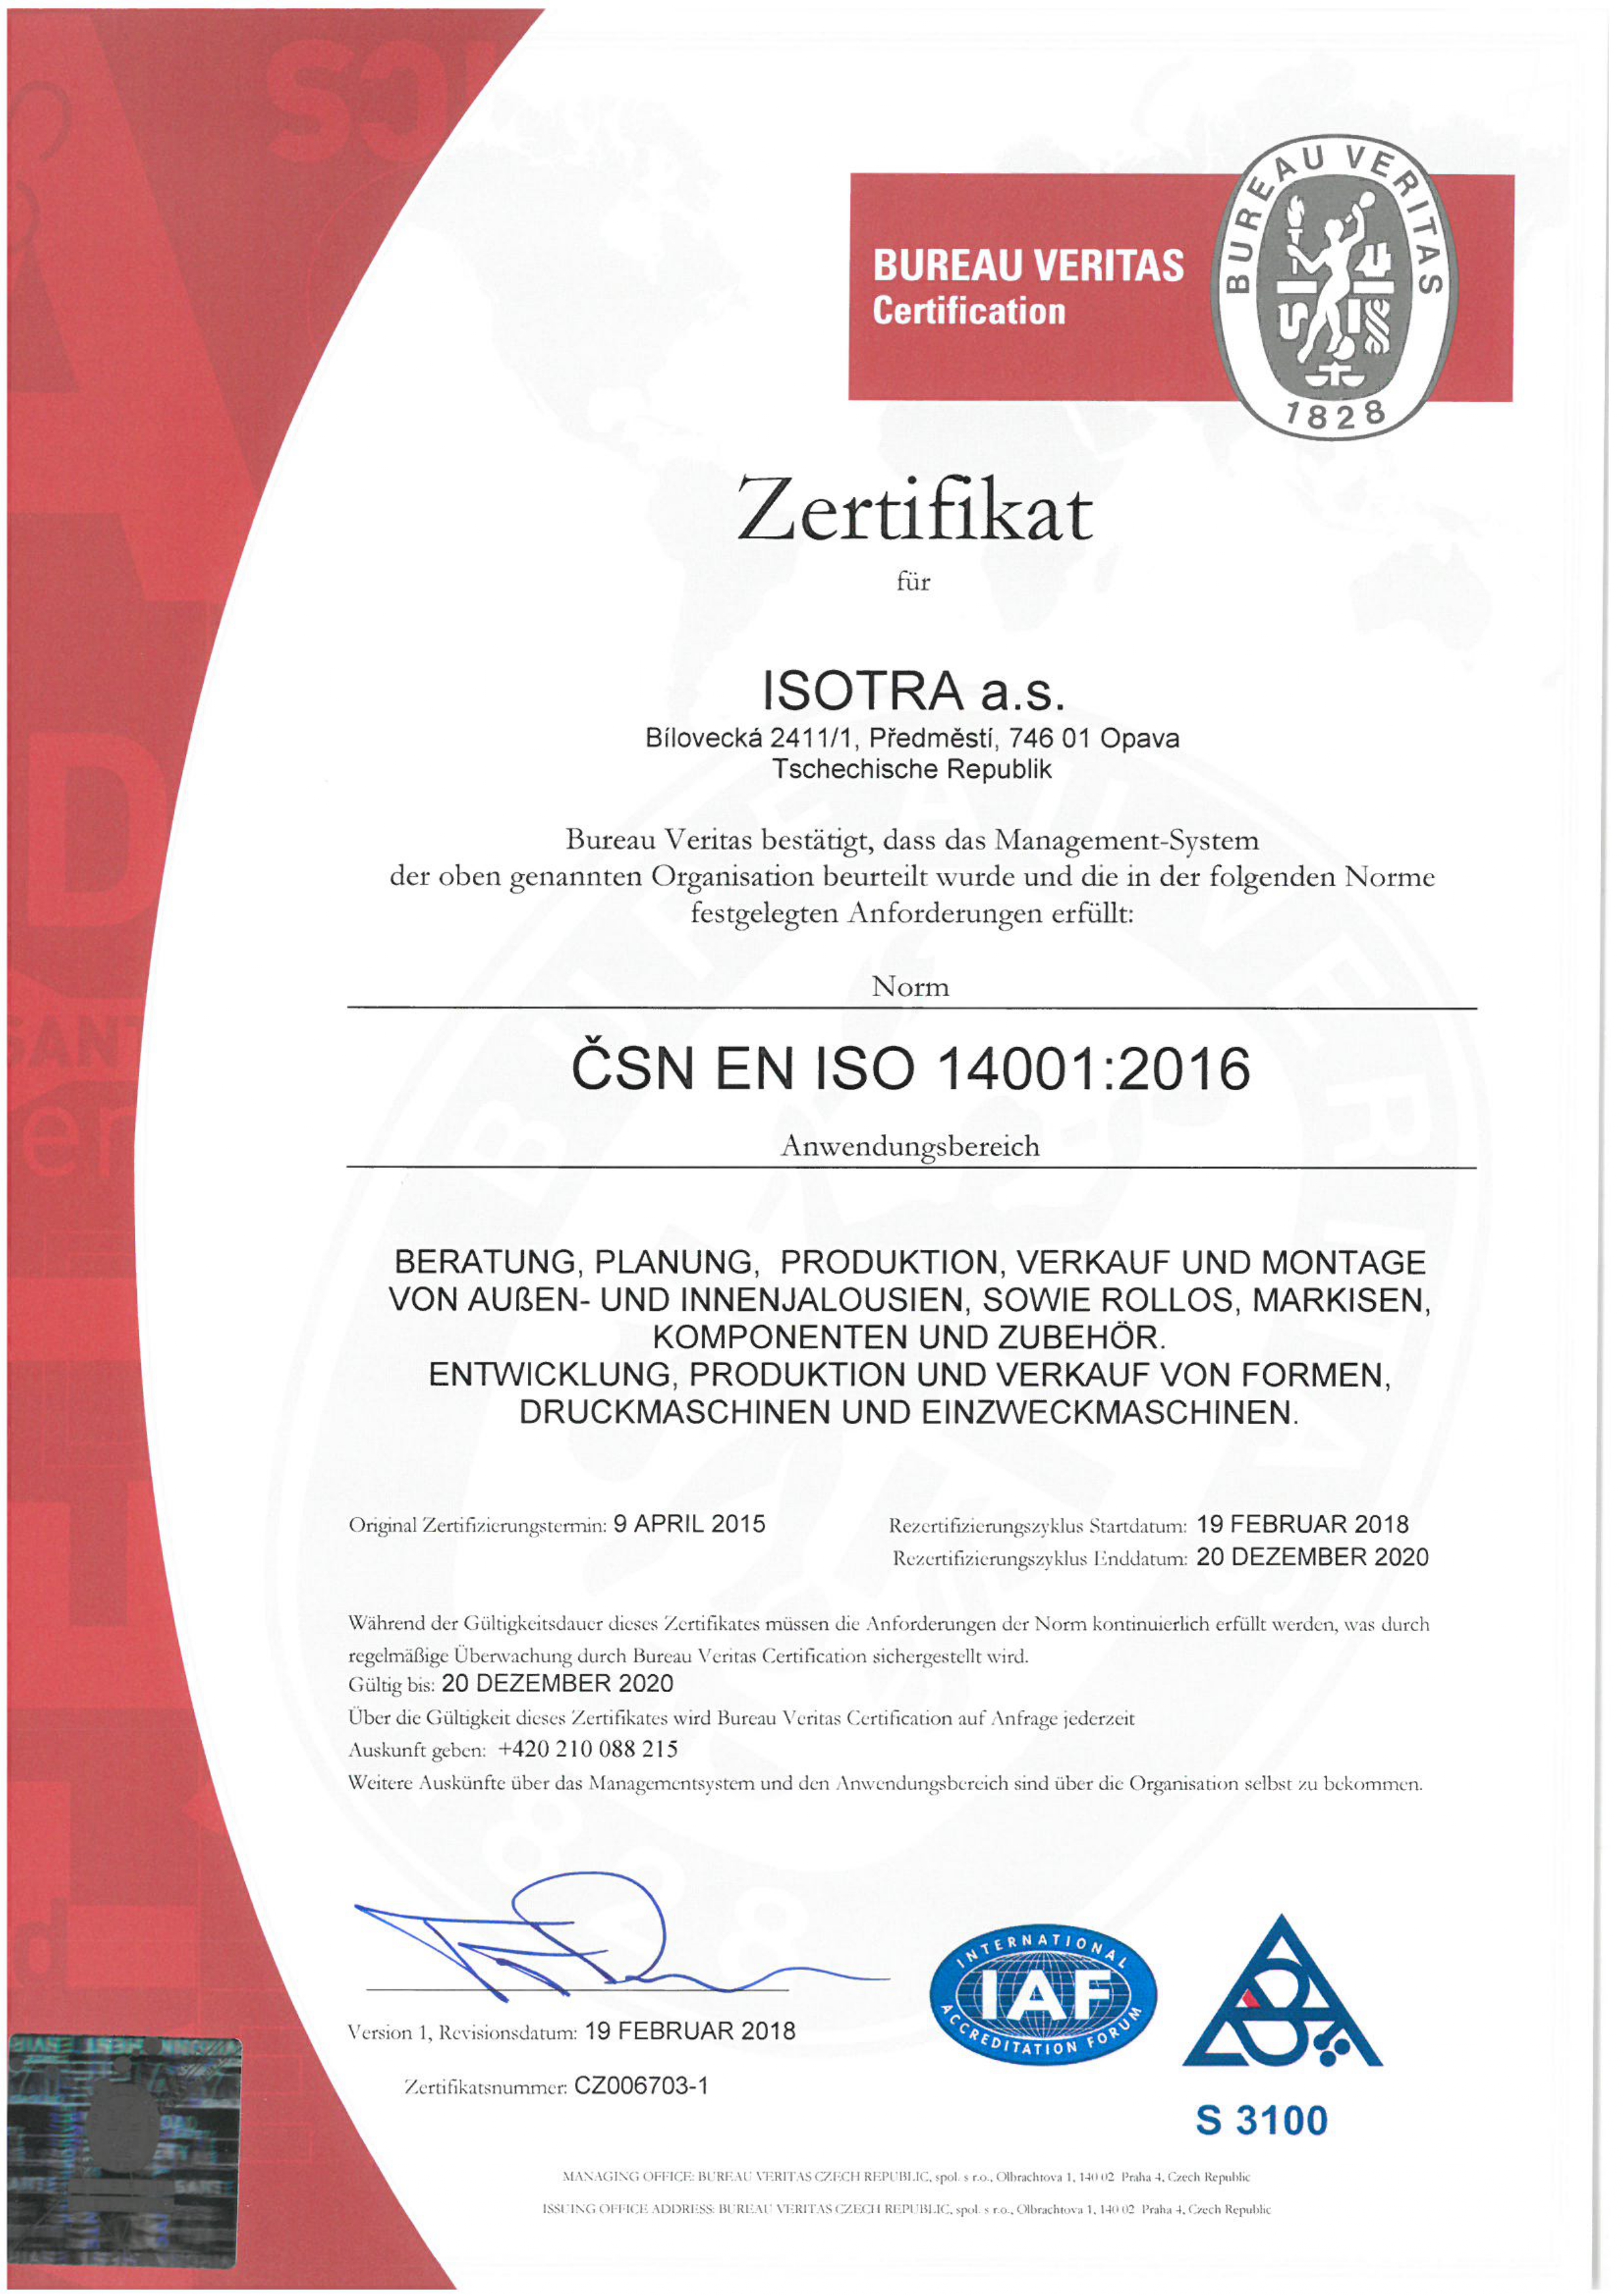 BUREAU VERITAS
Certification
BUREAU VERITAS
1828
Zertifikat
für
ISOTRA a.s.
Bílovecká 2411/1, Předměstí, 746 01 Opava
Tschechische Republik
Bureau Veritas bestätigt, dass das Management-System
der oben genannten Organisation beurteilt wurde und die in der folgenden Norme
festgelegten Anforderungen erfüllt:
Norm
ČSN EN ISO 14001:2016
Anwendungsbereich
BERATUNG, PLANUNG, PRODUKTION, VERKAUF UND MONTAGE
VON AUßEN- UND INNENJALOUSIEN, SOWIE ROLLOS, MARKISEN,
KOMPONENTEN UND ZUBEHÖR.
ENTWICKLUNG, PRODUKTION UND VERKAUF VON FORMEN,
DRUCKMASCHINEN UND EINZWECKMASCHINEN.
Original Zertifizierungstermin: 9 APRIL 2015
Rezertifizierungszyklus Startdatum: 19 FEBRUAR 2018
Rezertifizierungszyklus Enddatum: 20 DEZEMBER 2020
Während der Gültigkeitsdauer dieses Zertifikates müssen die Anforderungen der Norm kontinuierlich erfüllt werden, was durch
regelmäßige Überwachung durch Bureau Veritas Certification sichergestellt wird.
Gültig bis: 20 DEZEMBER 2020
Über die Gültigkeit dieses Zertifikates wird Bureau Veritas Certification auf Anfrage jederzeit
Auskunft geben: +420 210 088 215
Weitere Auskünfte über das Managementsystem und den Anwendungsbereich sind über die Organisation selbst zu bekommen.
Version 1, Revisionsdatum: 19 FEBRUAR 2018
Zertifikatsnummer: CZ006703-1
INTERNATIONAL
IAF
ACCREDITATION FORUM
S 3100
MANAGING OFFICE: BUREAU VERITAS CZECH REPUBLIC, spol. s r.o., Olbrachtova 1, 140 02 Praha 4, Czech Republic
ISSUING OFFICE ADDRESS: BUREAU VERITAS CZECH REPUBLIC, spol. s r.o., Olbrachtova 1, 140 02 Praha 4, Czech Republic